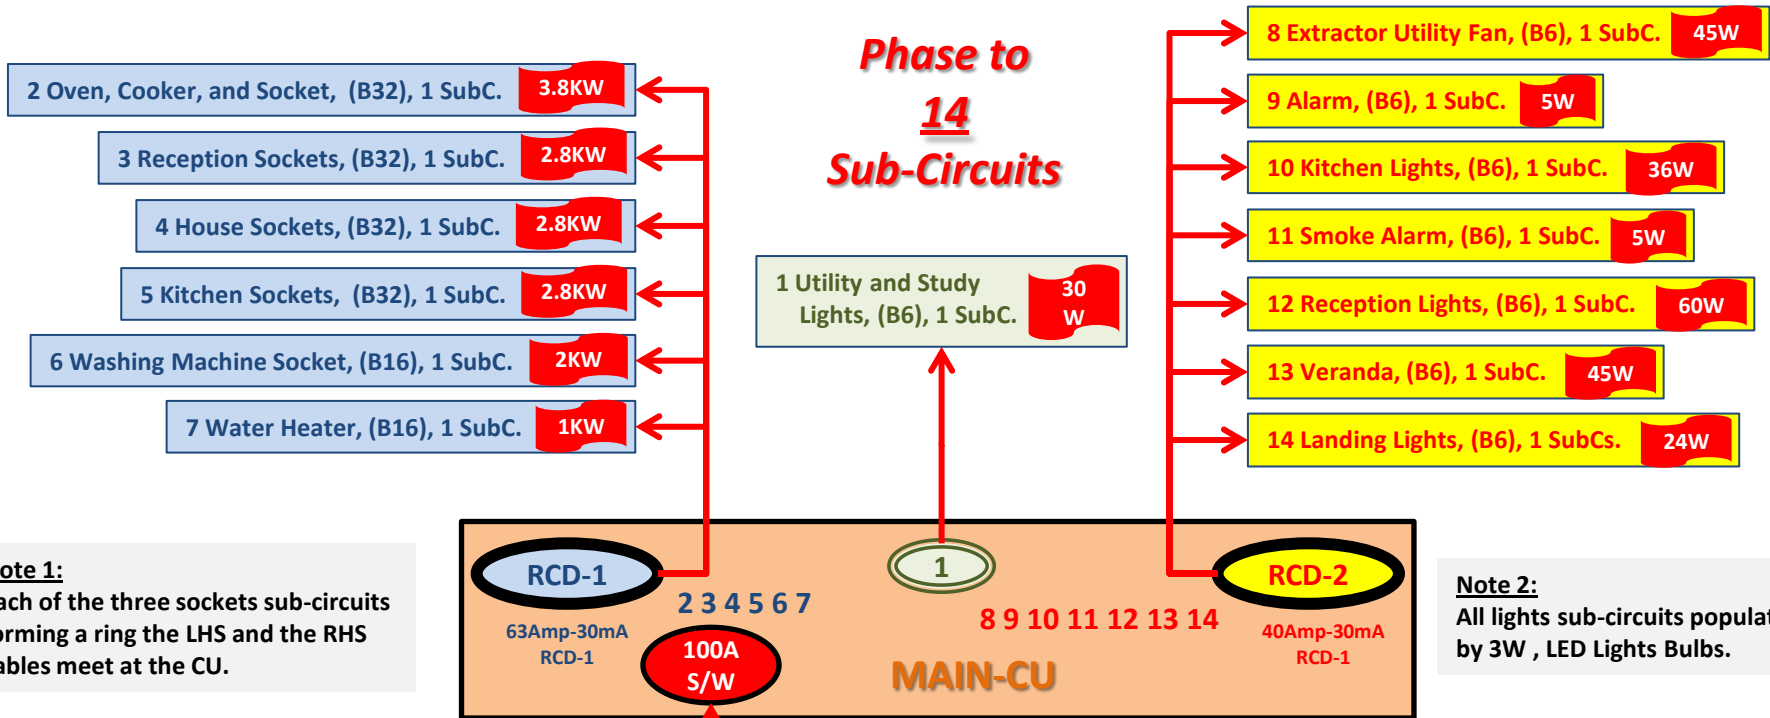 Phase to
14
Sub-Circuits
2 Oven, Cooker, and Socket, (B32), 1 SubC. 3.8KW
3 Reception Sockets, (B32), 1 SubC. 2.8KW
4 House Sockets, (B32), 1 SubC. 2.8KW
5 Kitchen Sockets, (B32), 1 SubC. 2.8KW
6 Washing Machine Socket, (B16), 1 SubC. 2KW
7 Water Heater, (B16), 1 SubC. 1KW
1 Utility and Study
Lights, (B6), 1 SubC.
30
W
8 Extractor Utility Fan, (B6), 1 SubC. 45W
9 Alarm, (B6), 1 SubC. 5W
10 Kitchen Lights, (B6), 1 SubC. 36W
11 Smoke Alarm, (B6), 1 SubC. 5W
12 Reception Lights, (B6), 1 SubC. 60W
13 Veranda, (B6), 1 SubC. 45W
14 Landing Lights, (B6), 1 SubCs. 24W
ote 1:
ach of the three sockets sub-circuits
orming a ring the LHS and the RHS
ables meet at the CU.
RCD-1
63Amp-30mA
RCD-1
2 3 4 5 6 7
100A
S/W
1
MAIN-CU
8 9 10 11 12 13 14
RCD-2
40Amp-30mA
RCD-1
Note 2:
All lights sub-circuits populat
by 3W , LED Lights Bulbs.